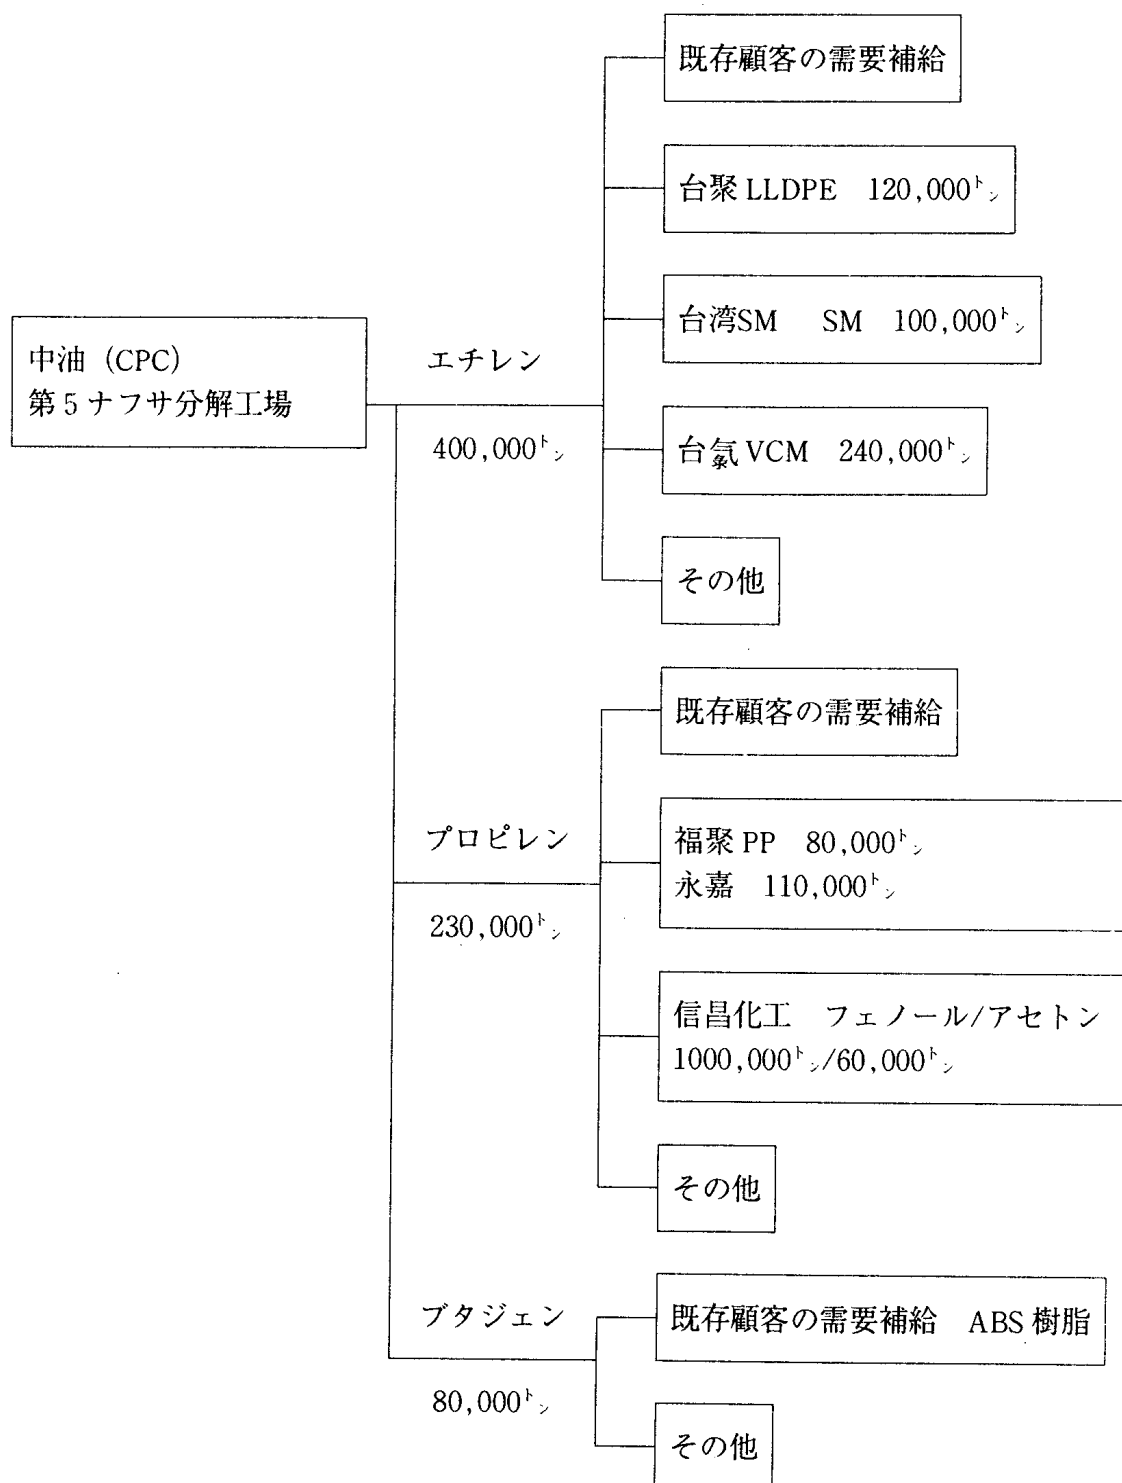 既存顧客の需要補給
台聚 LLDPE 120,000トン
台湾SM SM 100,000トン
中油 (CPC)
第5ナフサ分解工場
エチレン
400,000トン
台氯 VCM 240,000トン
その他
既存顧客の需要補給
プロピレン
230,000トン
福聚 PP 80,000トン
永嘉 110,000トン
信昌化工 フェノール/アセトン
1000,000トン/60,000トン
その他
ブタジェン
80,000トン
既存顧客の需要補給 ABS 樹脂
その他